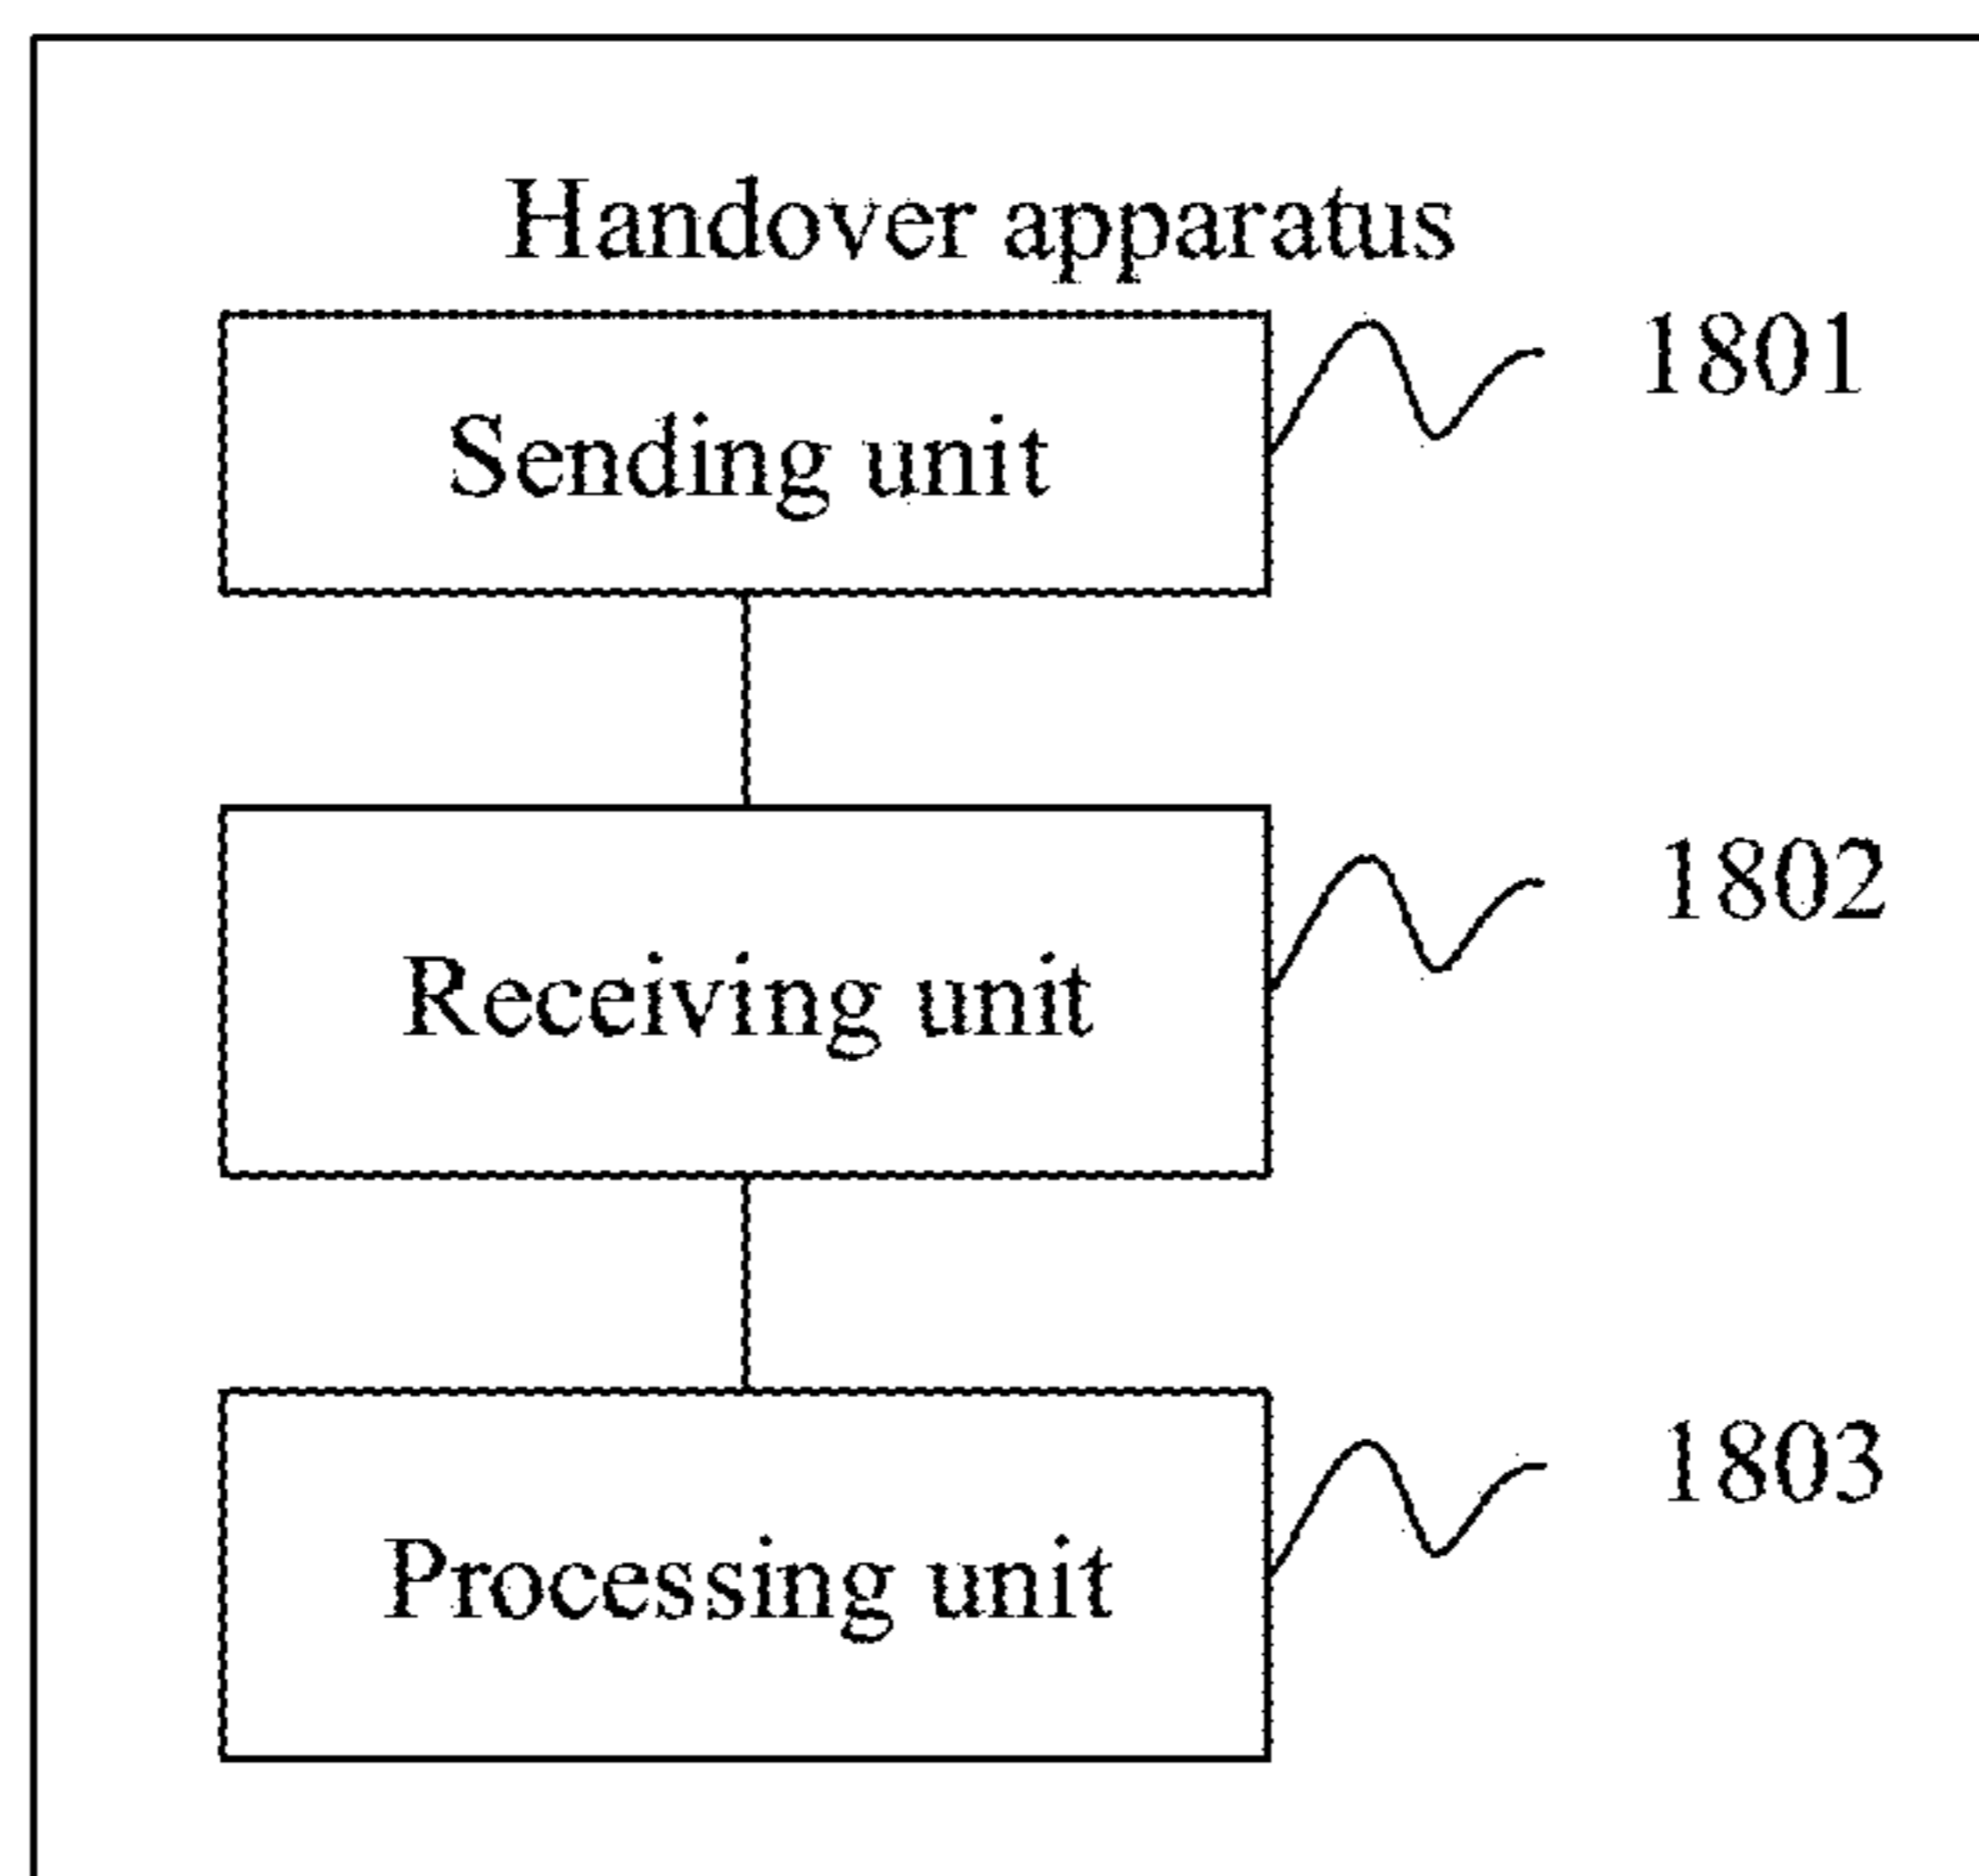 Handover apparatus
Sending unit
1801
Receiving unit
1802
Processing unit
1803